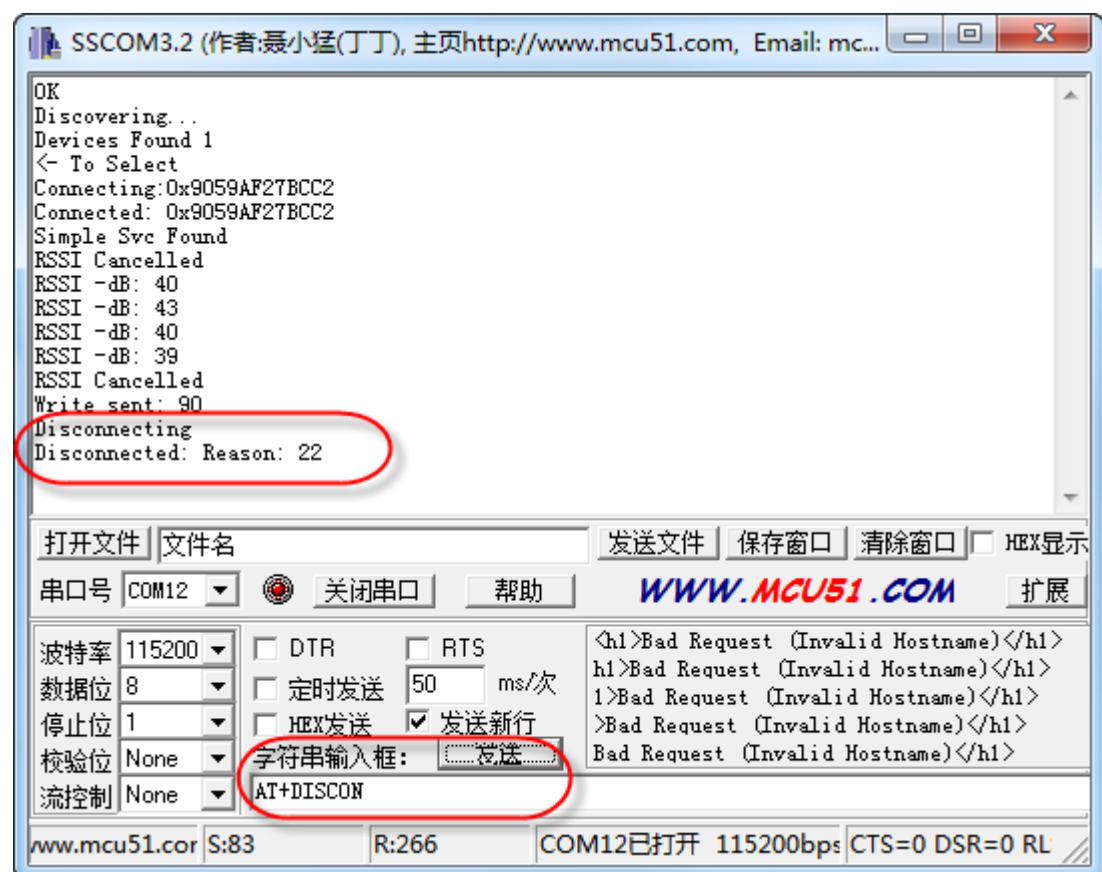 SSCOM3.2 (作者:聂小猛(丁丁), 主页http://www.mcu51.com, Email: mc...
OK
Discovering...
Devices Found 1
<- To Select
Connecting:0x9059AF27BCC2
Connected: 0x9059AF27BCC2
Simple Svc Found
RSSI Cancelled
RSSI -dB: 40
RSSI -dB: 43
RSSI -dB: 40
RSSI -dB: 39
RSSI Cancelled
Write sent: 90
Disconnecting
Disconnected: Reason: 22
打开文件 文件名 发送文件 保存窗口 清除窗口 HEX显示
串口号 COM12 关闭串口 帮助 WWW.MCU51.COM 扩展
波特率 115200 DTR RTS
数据位 8 定时发送 50 ms/次
停止位 1 HEX发送 发送新行
校验位 None 字符串输入框: 发送
流控制 None AT+DISCON
<h1>Bad Request (Invalid Hostname)</h1>
h1>Bad Request (Invalid Hostname)</h1>
1>Bad Request (Invalid Hostname)</h1>
>Bad Request (Invalid Hostname)</h1>
Bad Request (Invalid Hostname)</h1>
www.mcu51.cor S:83 R:266 COM12已打开 115200bps CTS=0 DSR=0 RL